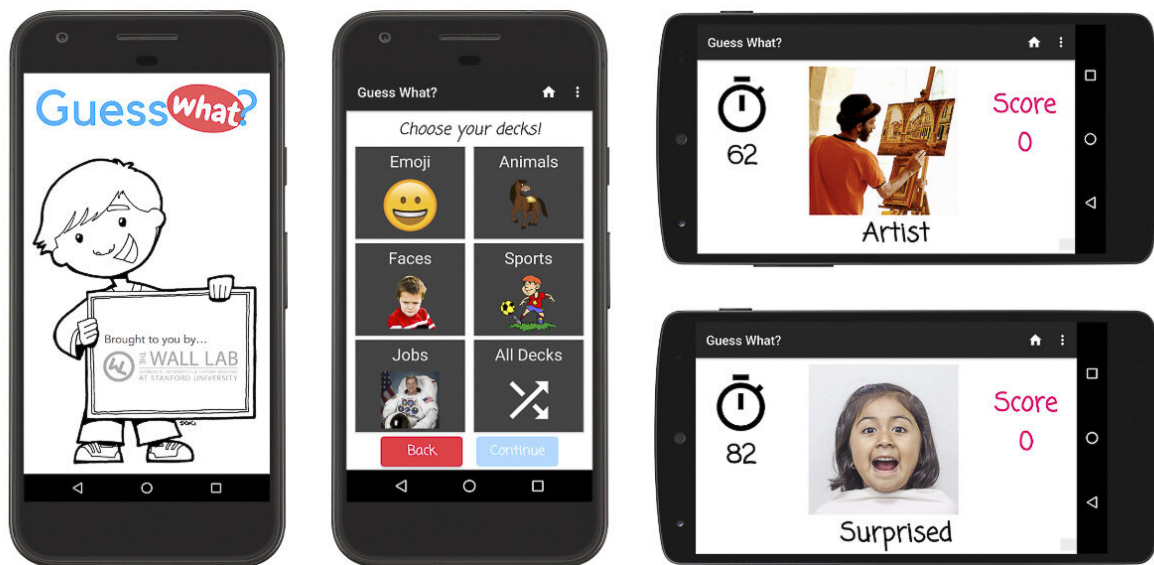 Guess What?
Brought to you by...
THE WALL LAB
AT STANFORD UNIVERSITY
Guess What?
Choose your decks!
Emoji
Animals
Faces
Sports
Jobs
All Decks
Back
Continue
Guess What?
62
Score
0
Artist
Guess What?
82
Score
0
Surprised